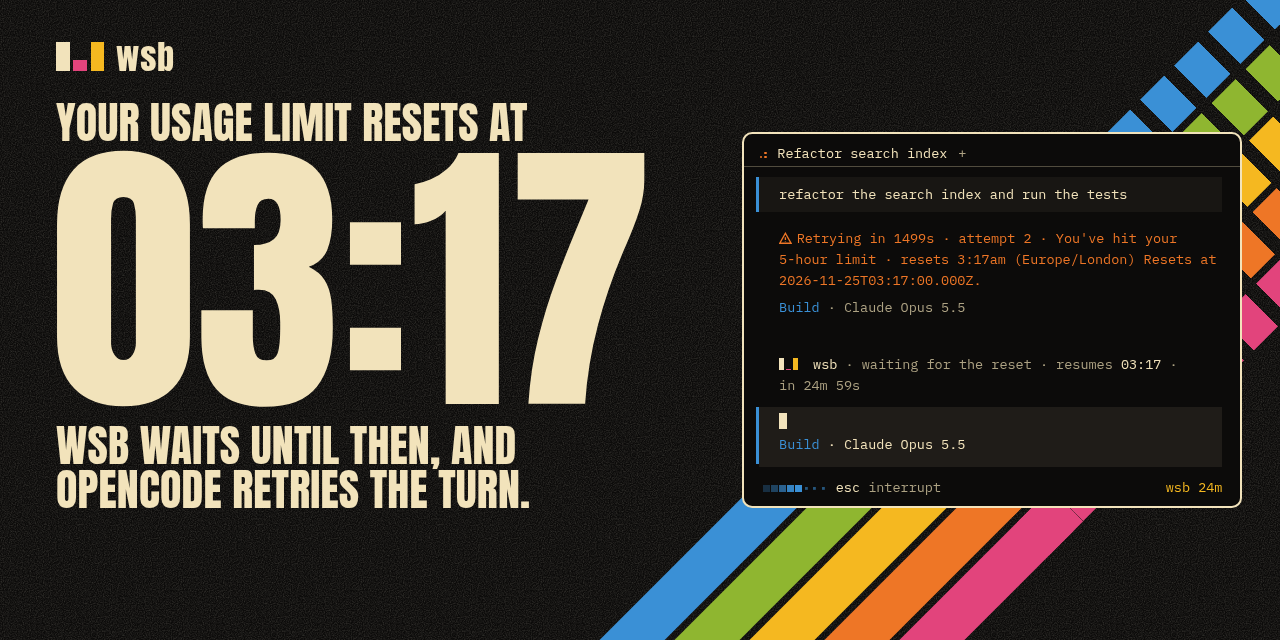 wsb
YOUR USAGE LIMIT RESETS AT
03:17
WSB WAITS UNTIL THEN, AND
OPENCODE RETRIES THE TURN.
Refactor search index +
refactor the search index and run the tests
⚠ Retrying in 1499s · attempt 2 · You've hit your
5-hour limit · resets 3:17am (Europe/London) Resets at
2026-11-25T03:17:00.000Z.
Build · Claude Opus 5.5
wsb · waiting for the reset · resumes 03:17 ·
in 24m 59s
Build · Claude Opus 5.5
esc interrupt
wsb 24m